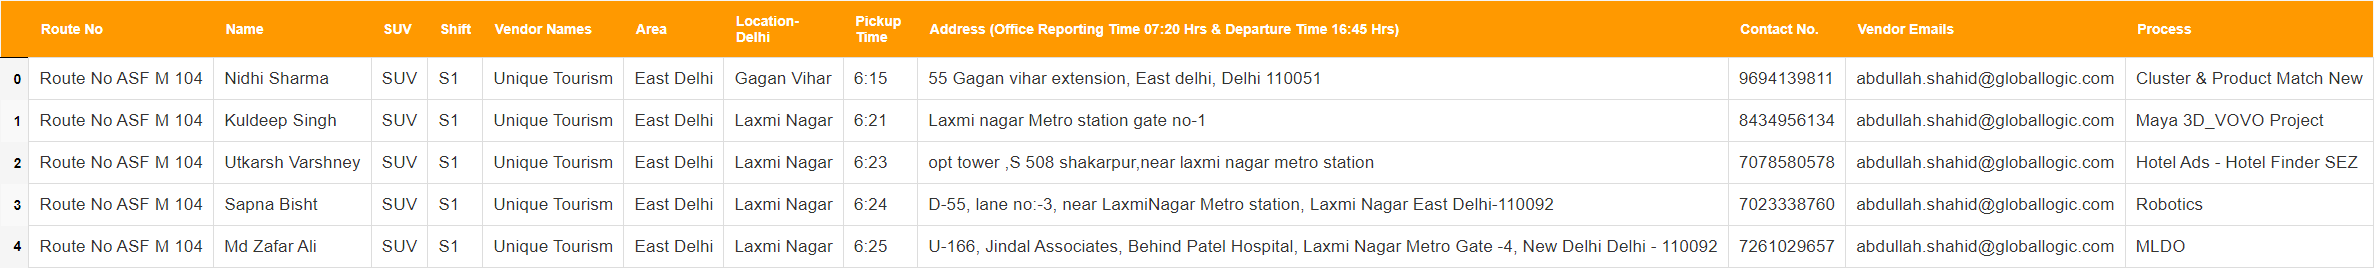 Route No Name SUV Shift Vendor Names Area Location-Delhi Pickup Time Address (Office Reporting Time 07:20 Hrs & Departure Time 16:45 Hrs) Contact No. Vendor Emails Process
0 Route No ASF M 104 Nidhi Sharma SUV S1 Unique Tourism East Delhi Gagan Vihar 6:15 55 Gagan vihar extension, East delhi, Delhi 110051 9694139811 abdullah.shahid@globallogic.com Cluster & Product Match New
1 Route No ASF M 104 Kuldeep Singh SUV S1 Unique Tourism East Delhi Laxmi Nagar 6:21 Laxmi nagar Metro station gate no-1 8434956134 abdullah.shahid@globallogic.com Maya 3D_VOVO Project
2 Route No ASF M 104 Utkarsh Varshney SUV S1 Unique Tourism East Delhi Laxmi Nagar 6:23 opt tower ,S 508 shakarpur,near laxmi nagar metro station 7078580578 abdullah.shahid@globallogic.com Hotel Ads - Hotel Finder SEZ
3 Route No ASF M 104 Sapna Bisht SUV S1 Unique Tourism East Delhi Laxmi Nagar 6:24 D-55, lane no:-3, near LaxmiNagar Metro station, Laxmi Nagar East Delhi-110092 7023338760 abdullah.shahid@globallogic.com Robotics
4 Route No ASF M 104 Md Zafar Ali SUV S1 Unique Tourism East Delhi Laxmi Nagar 6:25 U-166, Jindal Associates, Behind Patel Hospital, Laxmi Nagar Metro Gate -4, New Delhi Delhi - 110092 7261029657 abdullah.shahid@globallogic.com MLDO